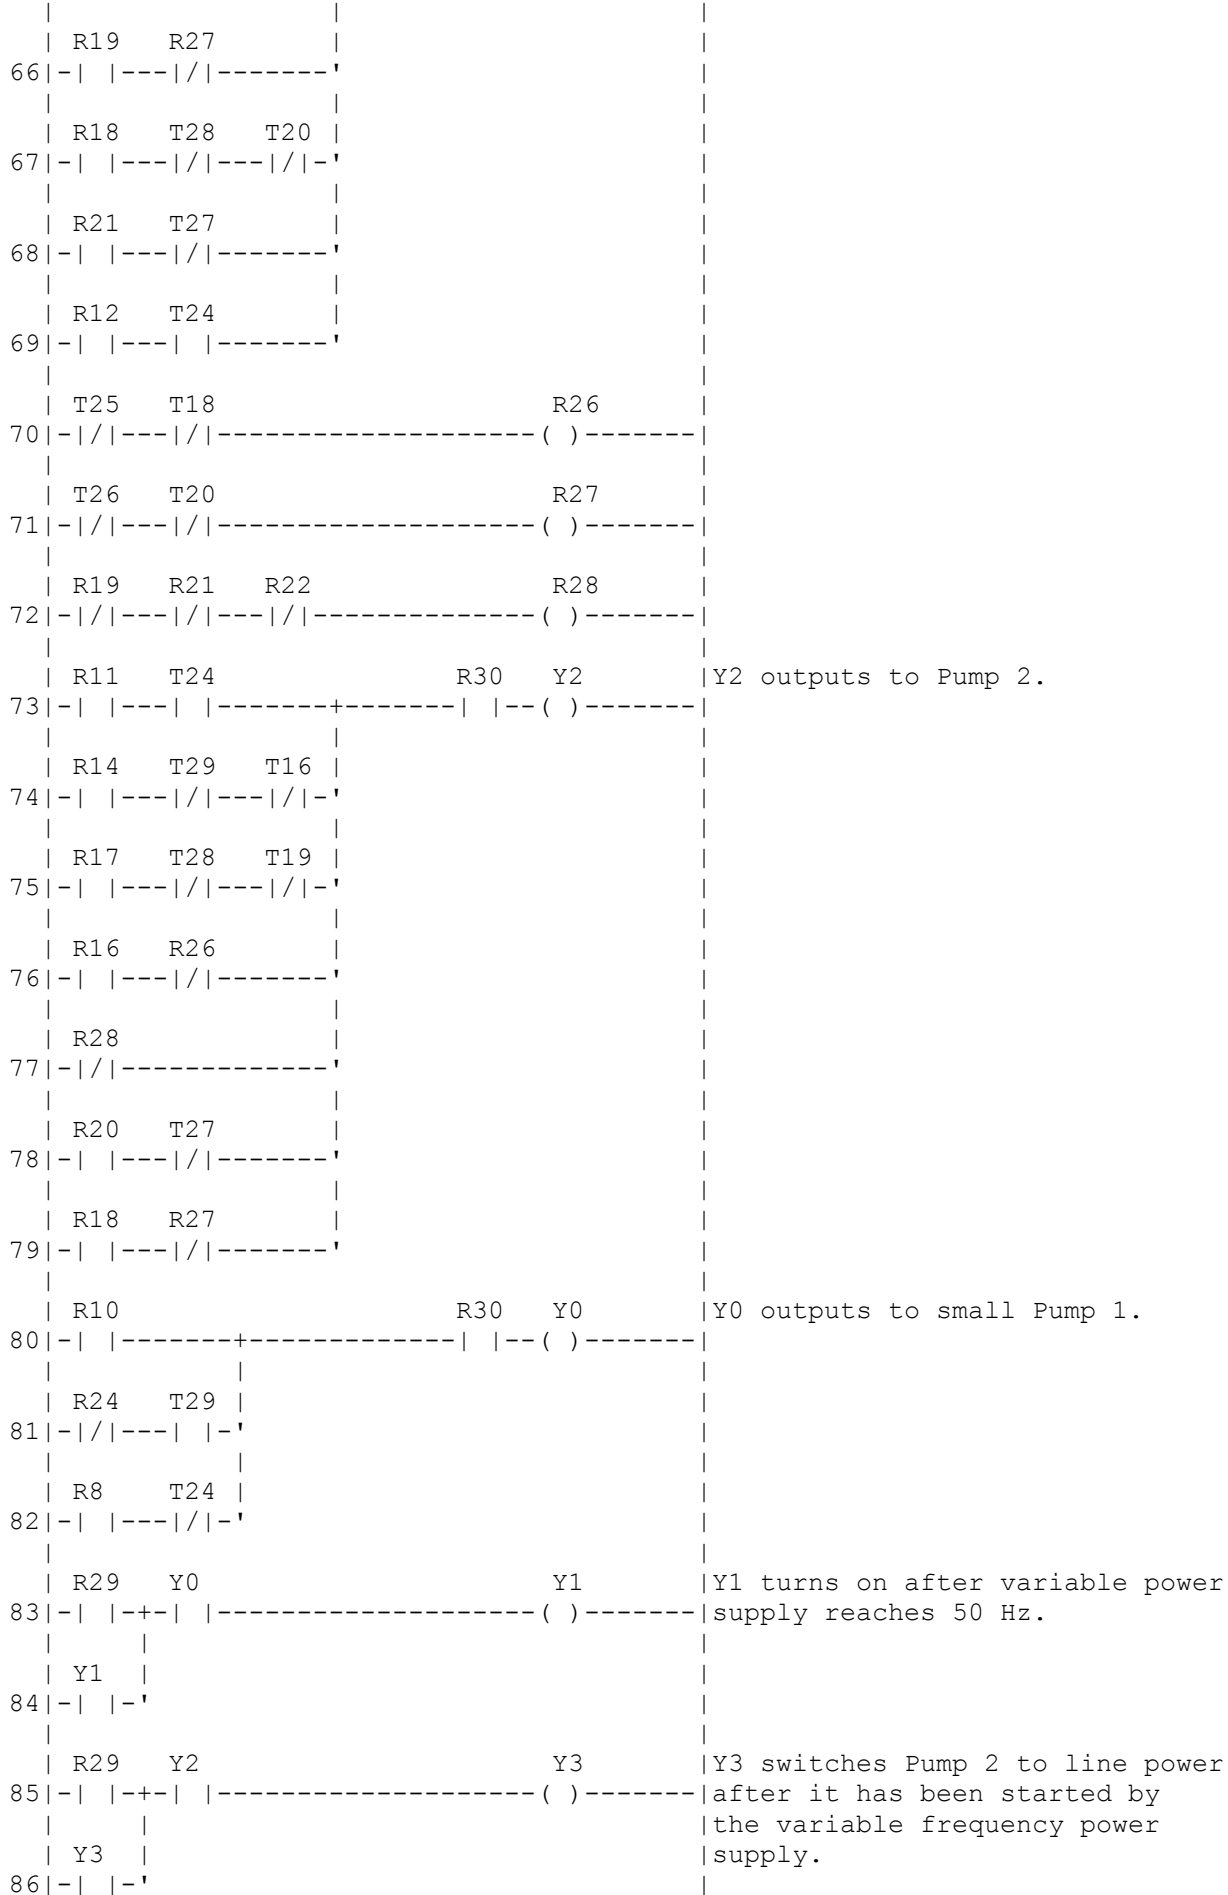 |                       |                              |
   | R19   R27             |                              |
66|-| |---|/|-------'                       |
   |                       |                              |
   | R18   T28   T20 |                              |
67|-| |---|/|---|/|-'                       |
   |                       |                              |
   | R21   T27             |                              |
68|-| |---|/|-------'                       |
   |                       |                              |
   | R12   T24             |                              |
69|-| |---| |-------'                       |
   |                                              |
   | T25   T18                      R26       |
70|-|/|---|/|--------------------( )-------|
   |                                              |
   | T26   T20                      R27       |
71|-|/|---|/|--------------------( )-------|
   |                                              |
   | R19   R21   R22                R28       |
72|-|/|---|/|---|/|--------------( )-------|
   |                                              |
   | R11   T24                R30   Y2        |Y2 outputs to Pump 2.
73|-| |---| |-------+-------| |--( )-------|
   |                 |                       |
   | R14   T29   T16 |                       |
74|-| |---|/|---|/|-'                       |
   |                 |                       |
   | R17   T28   T19 |                       |
75|-| |---|/|---|/|-'                       |
   |                 |                       |
   | R16   R26       |                       |
76|-| |---|/|-------'                       |
   |                 |                       |
   | R28             |                       |
77|-|/|-------------'                       |
   |                 |                       |
   | R20   T27       |                       |
78|-| |---|/|-------'                       |
   |                 |                       |
   | R18   R27       |                       |
79|-| |---|/|-------'                       |
   |                                         |
   | R10                      R30   Y0       |Y0 outputs to small Pump 1.
80|-| |-------+-------------| |--( )-------|
   |           |                             |
   | R24   T29 |                             |
81|-|/|---| |-'                             |
   |           |                             |
   | R8    T24 |                             |
82|-| |---|/|-'                             |
   |                                         |
   | R29   Y0                       Y1       |Y1 turns on after variable power
83|-| |-+-| |--------------------( )-------|supply reaches 50 Hz.
   |     |                                   |
   | Y1  |                                   |
84|-| |-'                                   |
   |                                         |
   | R29   Y2                       Y3       |Y3 switches Pump 2 to line power
85|-| |-+-| |--------------------( )-------|after it has been started by
   |     |                                   |the variable frequency power
   | Y3  |                                   |supply.
86|-| |-'                                   |